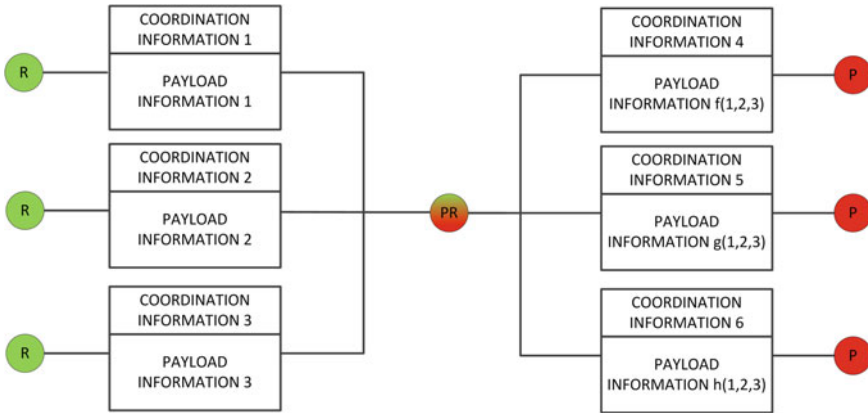 R
COORDINATION
INFORMATION 1
PAYLOAD
INFORMATION 1
R
COORDINATION
INFORMATION 2
PAYLOAD
INFORMATION 2
R
COORDINATION
INFORMATION 3
PAYLOAD
INFORMATION 3
PR
COORDINATION
INFORMATION 4
PAYLOAD
INFORMATION f(1,2,3)
P
COORDINATION
INFORMATION 5
PAYLOAD
INFORMATION g(1,2,3)
P
COORDINATION
INFORMATION 6
PAYLOAD
INFORMATION h(1,2,3)
P